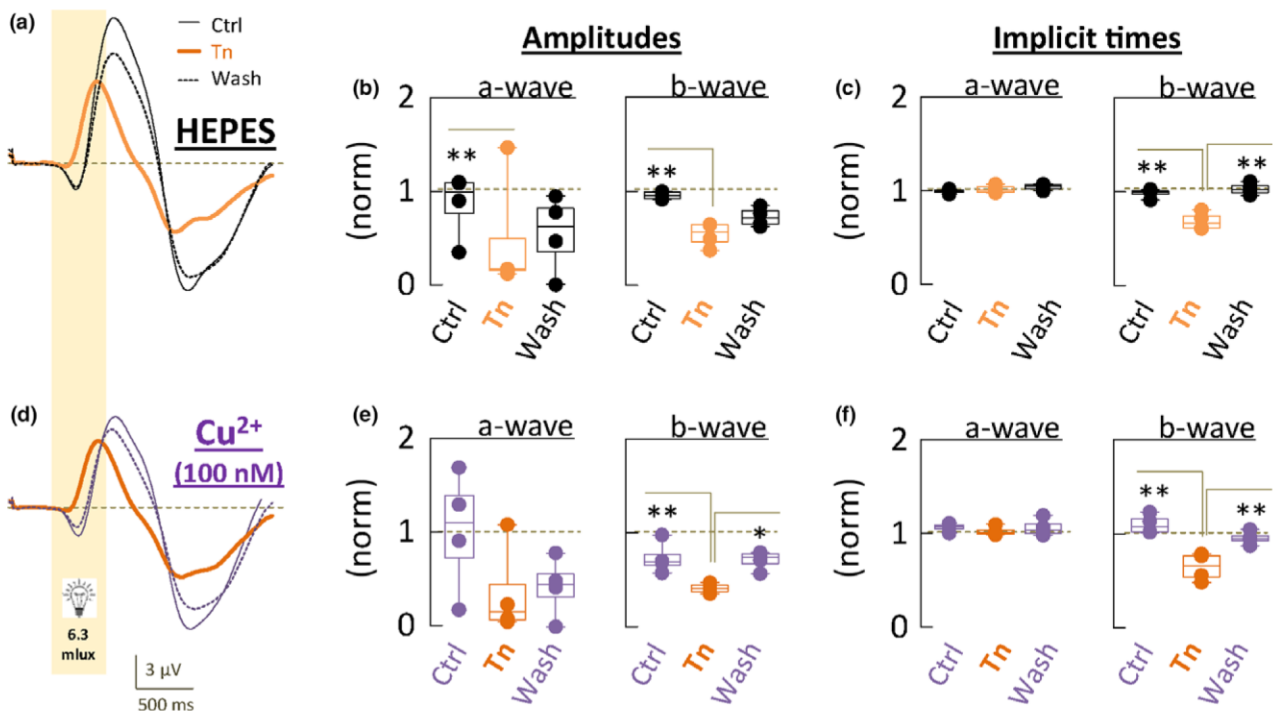 (a)
Ctrl
Tn
Wash
HEPES
Amplitudes
Implicit times
(b)
a-wave
b-wave
(c)
a-wave
b-wave
2
1
0
(norm)
**
**
2
1
0
(norm)
**
**
Ctrl
Tn
Wash
Ctrl
Tn
Wash
Ctrl
Tn
Wash
Ctrl
Tn
Wash
(d)
Cu²⁺
(100 nM)
6.3
mlux
3 µV
500 ms
(e)
a-wave
b-wave
(f)
a-wave
b-wave
2
1
0
(norm)
**
*
2
1
0
(norm)
**
**
Ctrl
Tn
Wash
Ctrl
Tn
Wash
Ctrl
Tn
Wash
Ctrl
Tn
Wash